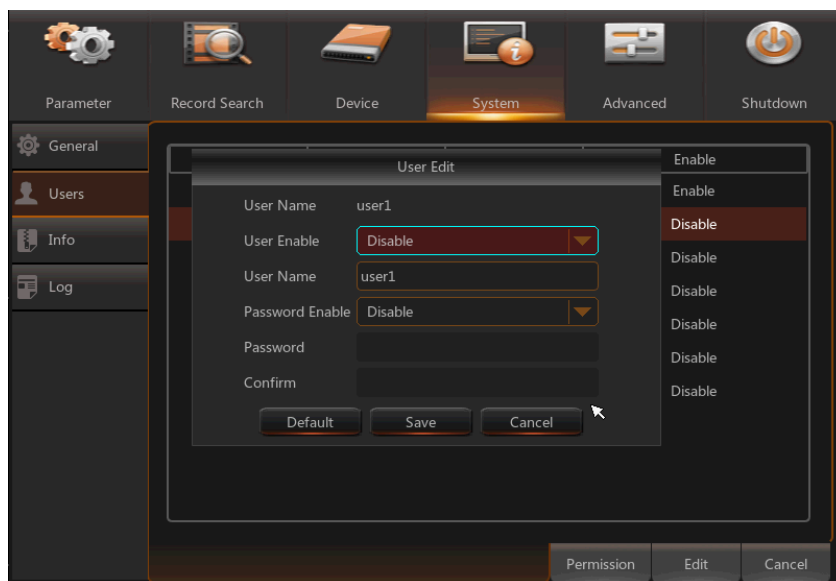 Parameter Record Search Device System Advanced Shutdown
General
Users
Info
Log
Enable
Enable
Disable
Disable
Disable
Disable
Disable
Disable
User Edit
User Name user1
User Enable Disable
User Name user1
Password Enable Disable
Password
Confirm
Default Save Cancel
Permission Edit Cancel